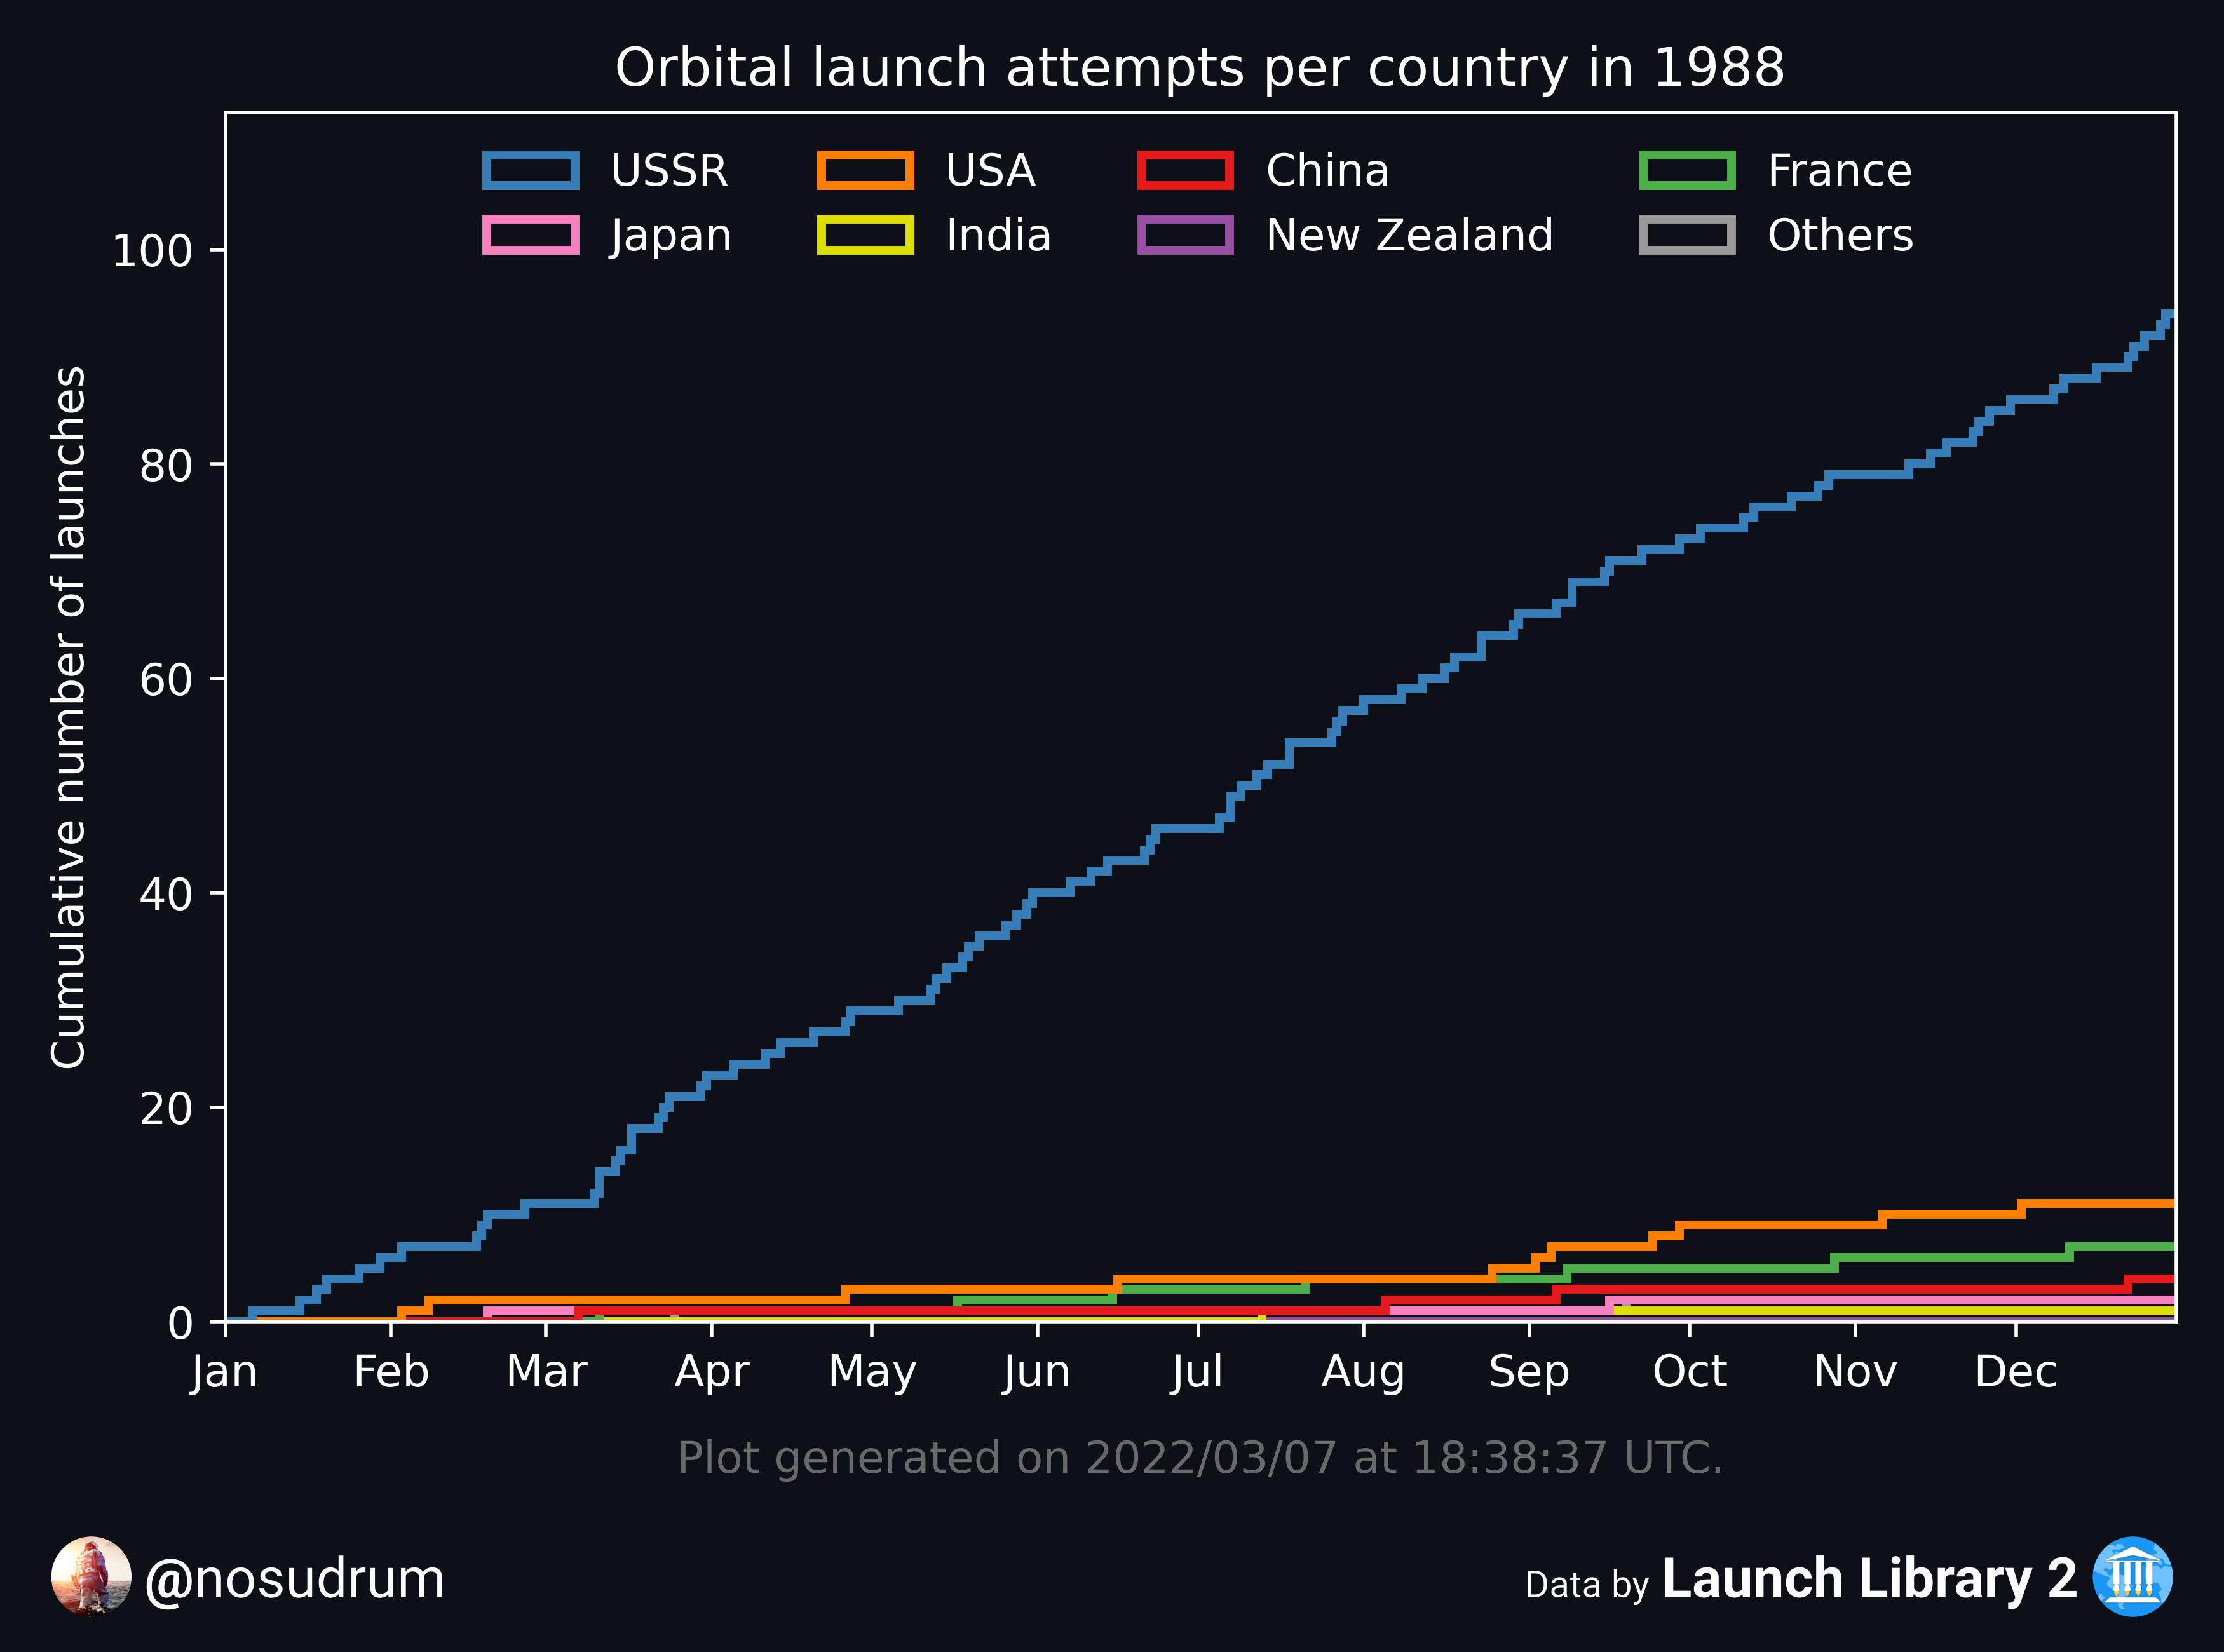 Orbital launch attempts per country in 1988
USSR USA China France
Japan India New Zealand Others
Cumulative number of launches
100
80
60
40
20
0
Jan Feb Mar Apr May Jun Jul Aug Sep Oct Nov Dec
Plot generated on 2022/03/07 at 18:38:37 UTC.
@nosudrum
Data by Launch Library 2